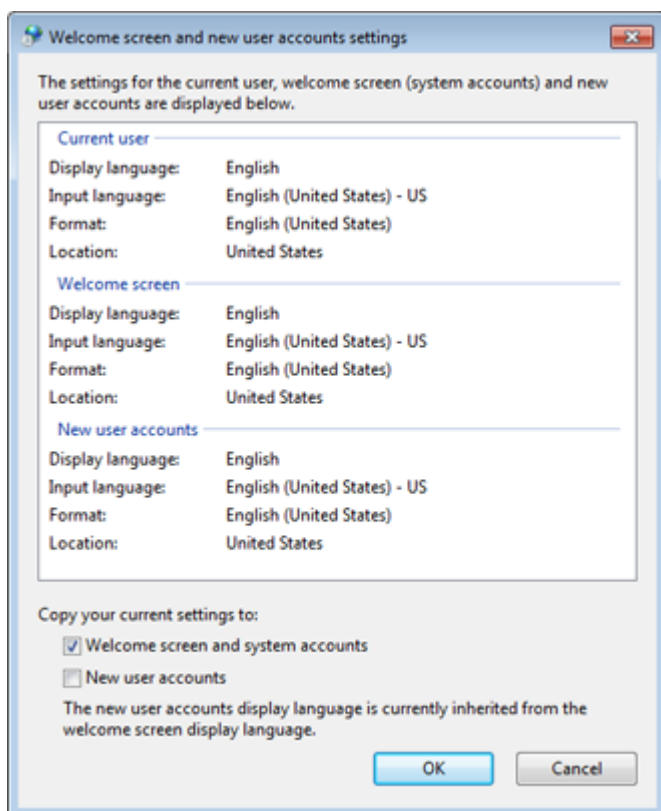 Welcome screen and new user accounts settings
The settings for the current user, welcome screen (system accounts) and new
user accounts are displayed below.
Current user
Display language: English
Input language: English (United States) - US
Format: English (United States)
Location: United States
Welcome screen
Display language: English
Input language: English (United States) - US
Format: English (United States)
Location: United States
New user accounts
Display language: English
Input language: English (United States) - US
Format: English (United States)
Location: United States
Copy your current settings to:
Welcome screen and system accounts
New user accounts
The new user accounts display language is currently inherited from the
welcome screen display language.
OK Cancel